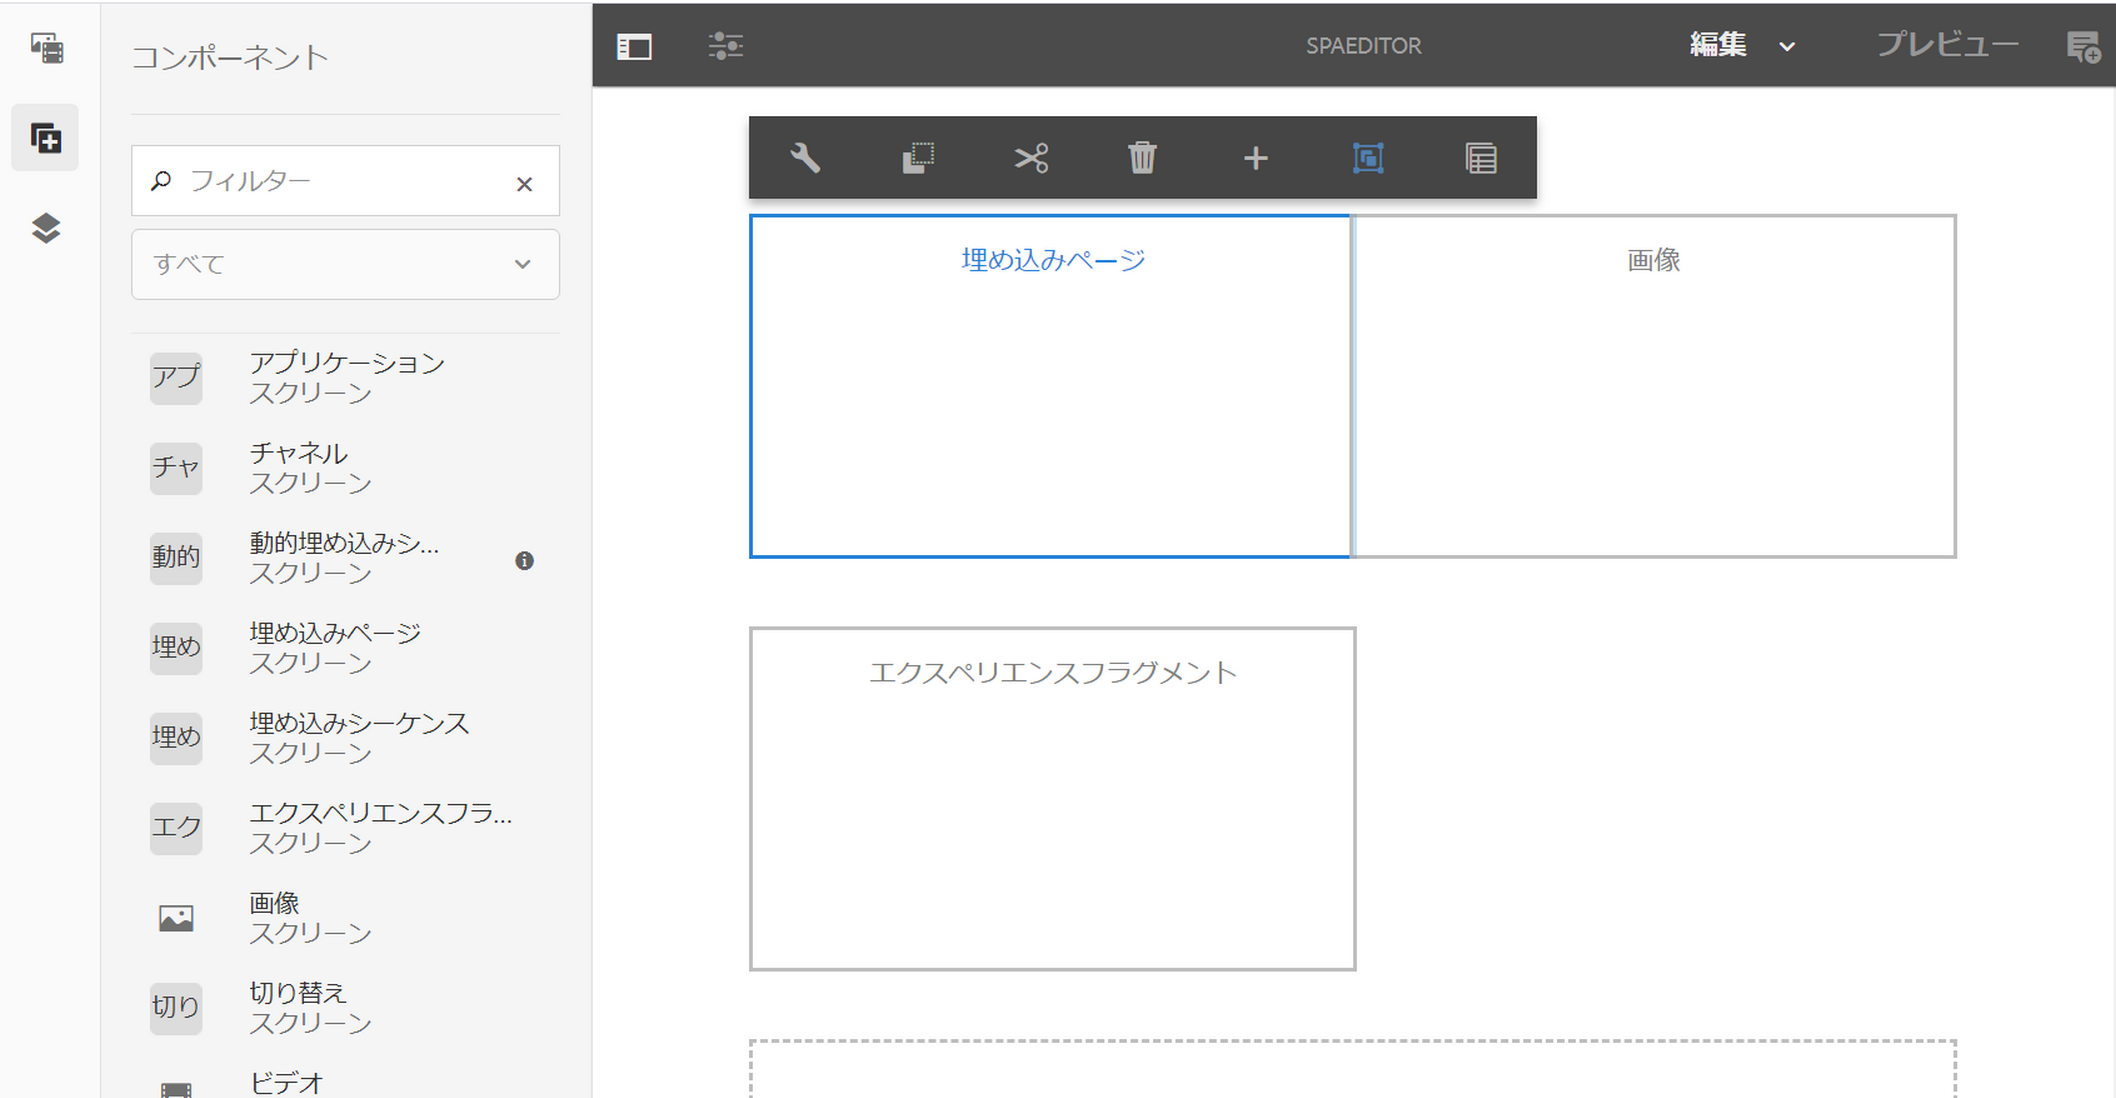 コンポーネント
フィルター
すべて
アプ
アプリケーション
スクリーン
チャ
チャネル
スクリーン
動的
動的埋め込みシ...
スクリーン
埋め
埋め込みページ
スクリーン
埋め
埋め込みシーケンス
スクリーン
エク
エクスペリエンスフラ...
スクリーン
画像
スクリーン
切り
切り替え
スクリーン
ビデオ
SPAEDITOR
編集
プレビュー
埋め込みページ
画像
エクスペリエンスフラグメント